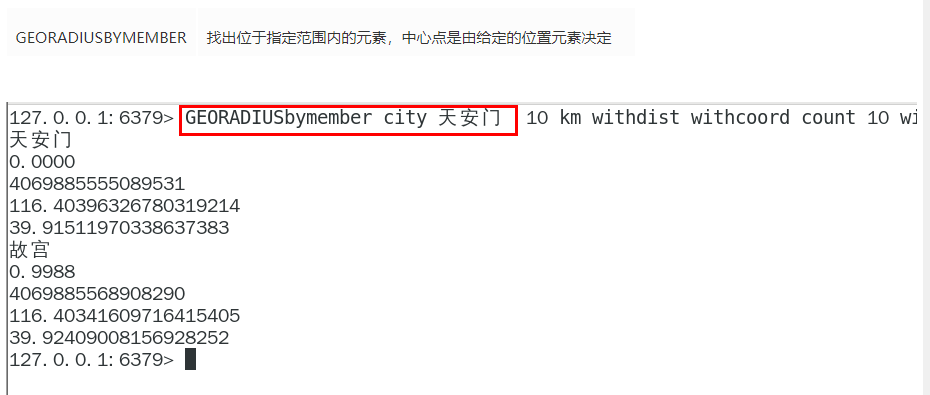 GEORADIUSBYMEMBER 找出位于指定范围内的元素，中心点是由给定的位置元素决定
127.0.0.1:6379> GEORADIUSbymember city 天安门 10 km withdist withcoord count 10 wi
天安门
0.0000
4069885555089531
116.40396326780319214
39.91511970338637383
故宫
0.9988
4069885568908290
116.40341609716415405
39.92409008156928252
127.0.0.1:6379>